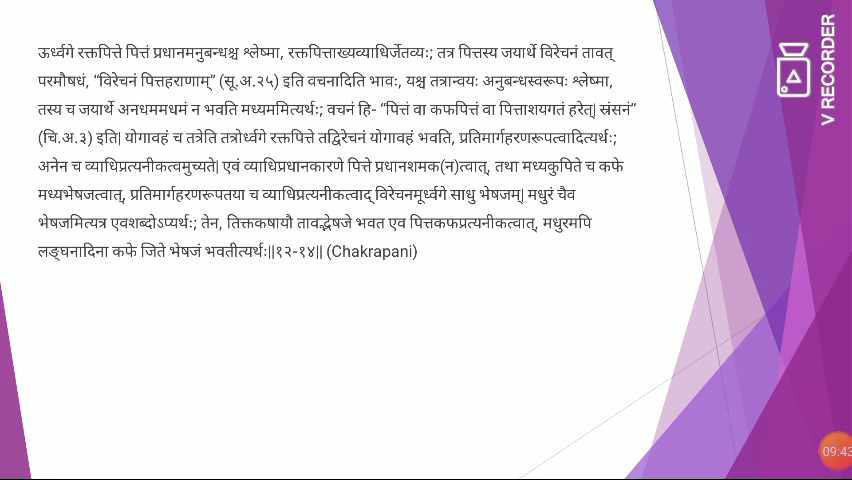 ऊर्ध्वगे रक्तपित्ते पित्तं प्रधानमनुबन्धश्च श्लेष्मा, रक्तपित्ताख्यव्याधिर्जेतव्यः; तत्र पित्तस्य जयार्थे विरेचनं तावत्
परमौषधं, “विरेचनं पित्तहराणाम्” (सू.अ.२५) इति वचनादिति भावः, यश्च तत्रान्वयः अनुबन्धस्वरूपः श्लेष्मा,
तस्य च जयार्थे अनधममधमं न भवति मध्यममित्यर्थः; वचनं हि- “पित्तं वा कफपित्तं वा पित्ताशयगतं हरेत्| स्रंसनं”
(चि.अ.३) इति| योगावहं च तत्रेति तत्रोर्ध्वगे रक्तपित्ते तद्विरेचनं योगावहं भवति, प्रतिमार्गहरणरूपत्वादित्यर्थः;
अनेन च व्याधिप्रत्यनीकत्वमुच्यते| एवं व्याधिप्रधानकारणे पित्ते प्रधानशमक(न)त्वात्, तथा मध्यकुपिते च कफे
मध्यभेषजत्वात्, प्रतिमार्गहरणरूपतया च व्याधिप्रत्यनीकत्वाद् विरेचनमूर्ध्वगे साधु भेषजम्| मधुरं चैव
भेषजमित्यत्र एवशब्दोऽप्यर्थः; तेन, तिक्तकषायौ तावद्भेषजे भवत एव पित्तकफप्रत्यनीकत्वात्, मधुरमपि
लङ्घनादिना कफे जिते भेषजं भवतीत्यर्थः||१२-१४|| (Chakrapani)
V RECORDER
09:43